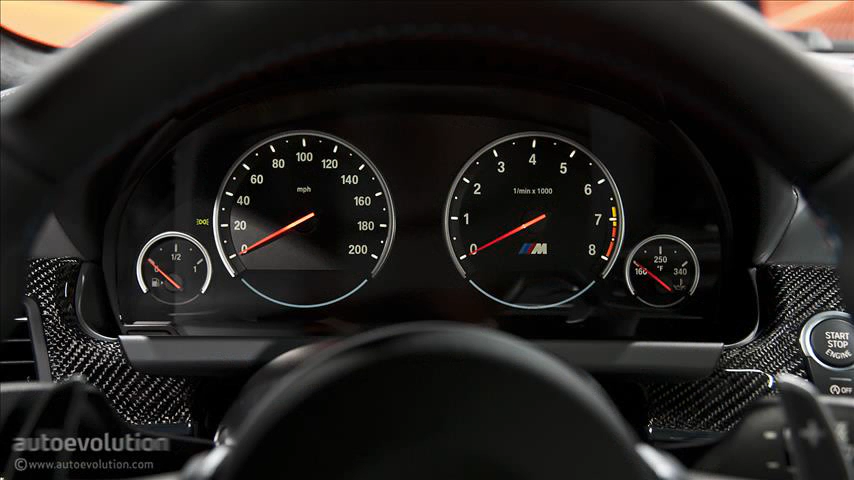 0 20 40 60 80 100 120 140 160 180 200
mph
0 1 2 3 4 5 6 7 8
1/min x 1000
M
0 1/2 1
160 250 340
°F
START
STOP
ENGINE
OFF
autoevolution
©www.autoevolution.com